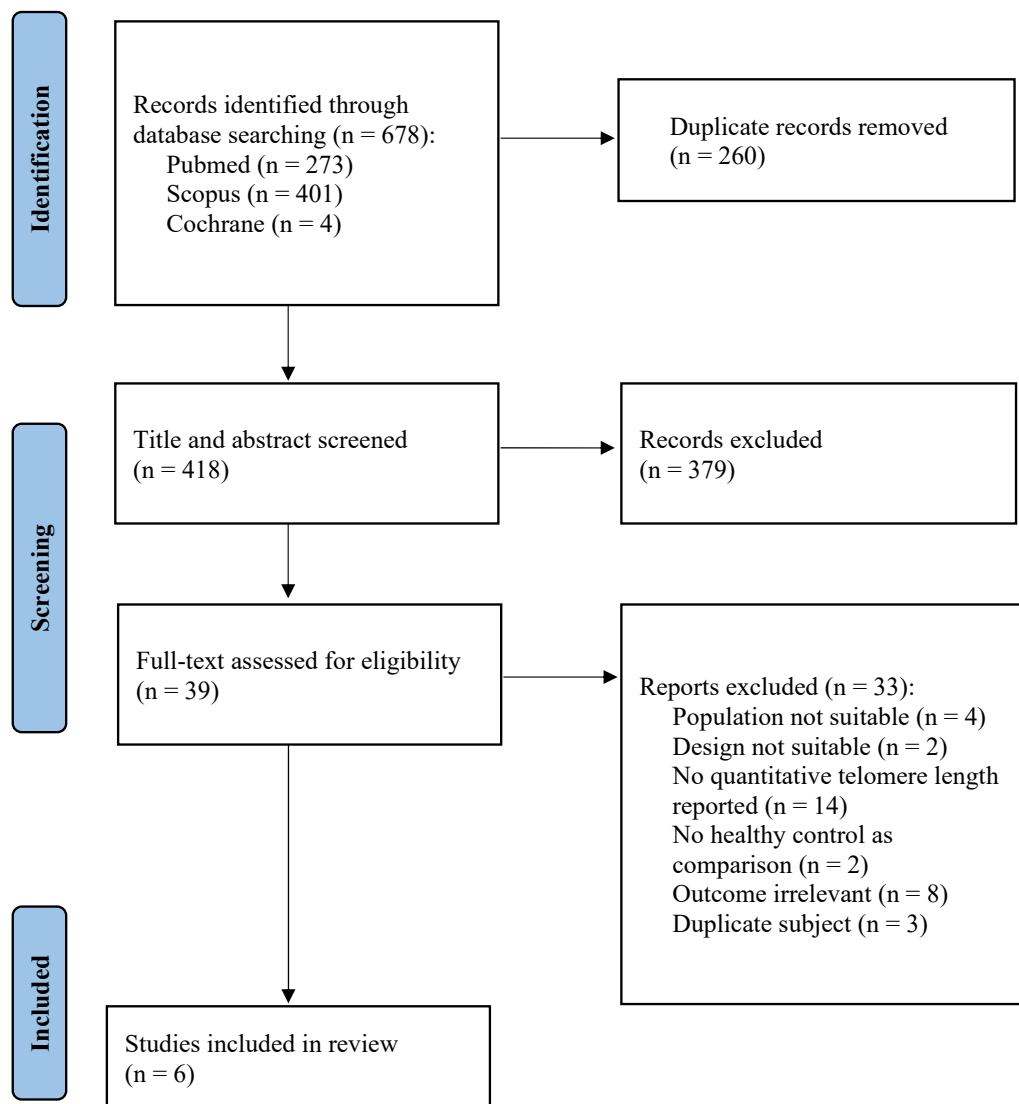 Identification
Records identified through
database searching (n = 678):
Pubmed (n = 273)
Scopus (n = 401)
Cochrane (n = 4)
Duplicate records removed
(n = 260)
Screening
Title and abstract screened
(n = 418)
Records excluded
(n = 379)
Full-text assessed for eligibility
(n = 39)
Reports excluded (n = 33):
Population not suitable (n = 4)
Design not suitable (n = 2)
No quantitative telomere length
reported (n = 14)
No healthy control as
comparison (n = 2)
Outcome irrelevant (n = 8)
Duplicate subject (n = 3)
Included
Studies included in review
(n = 6)